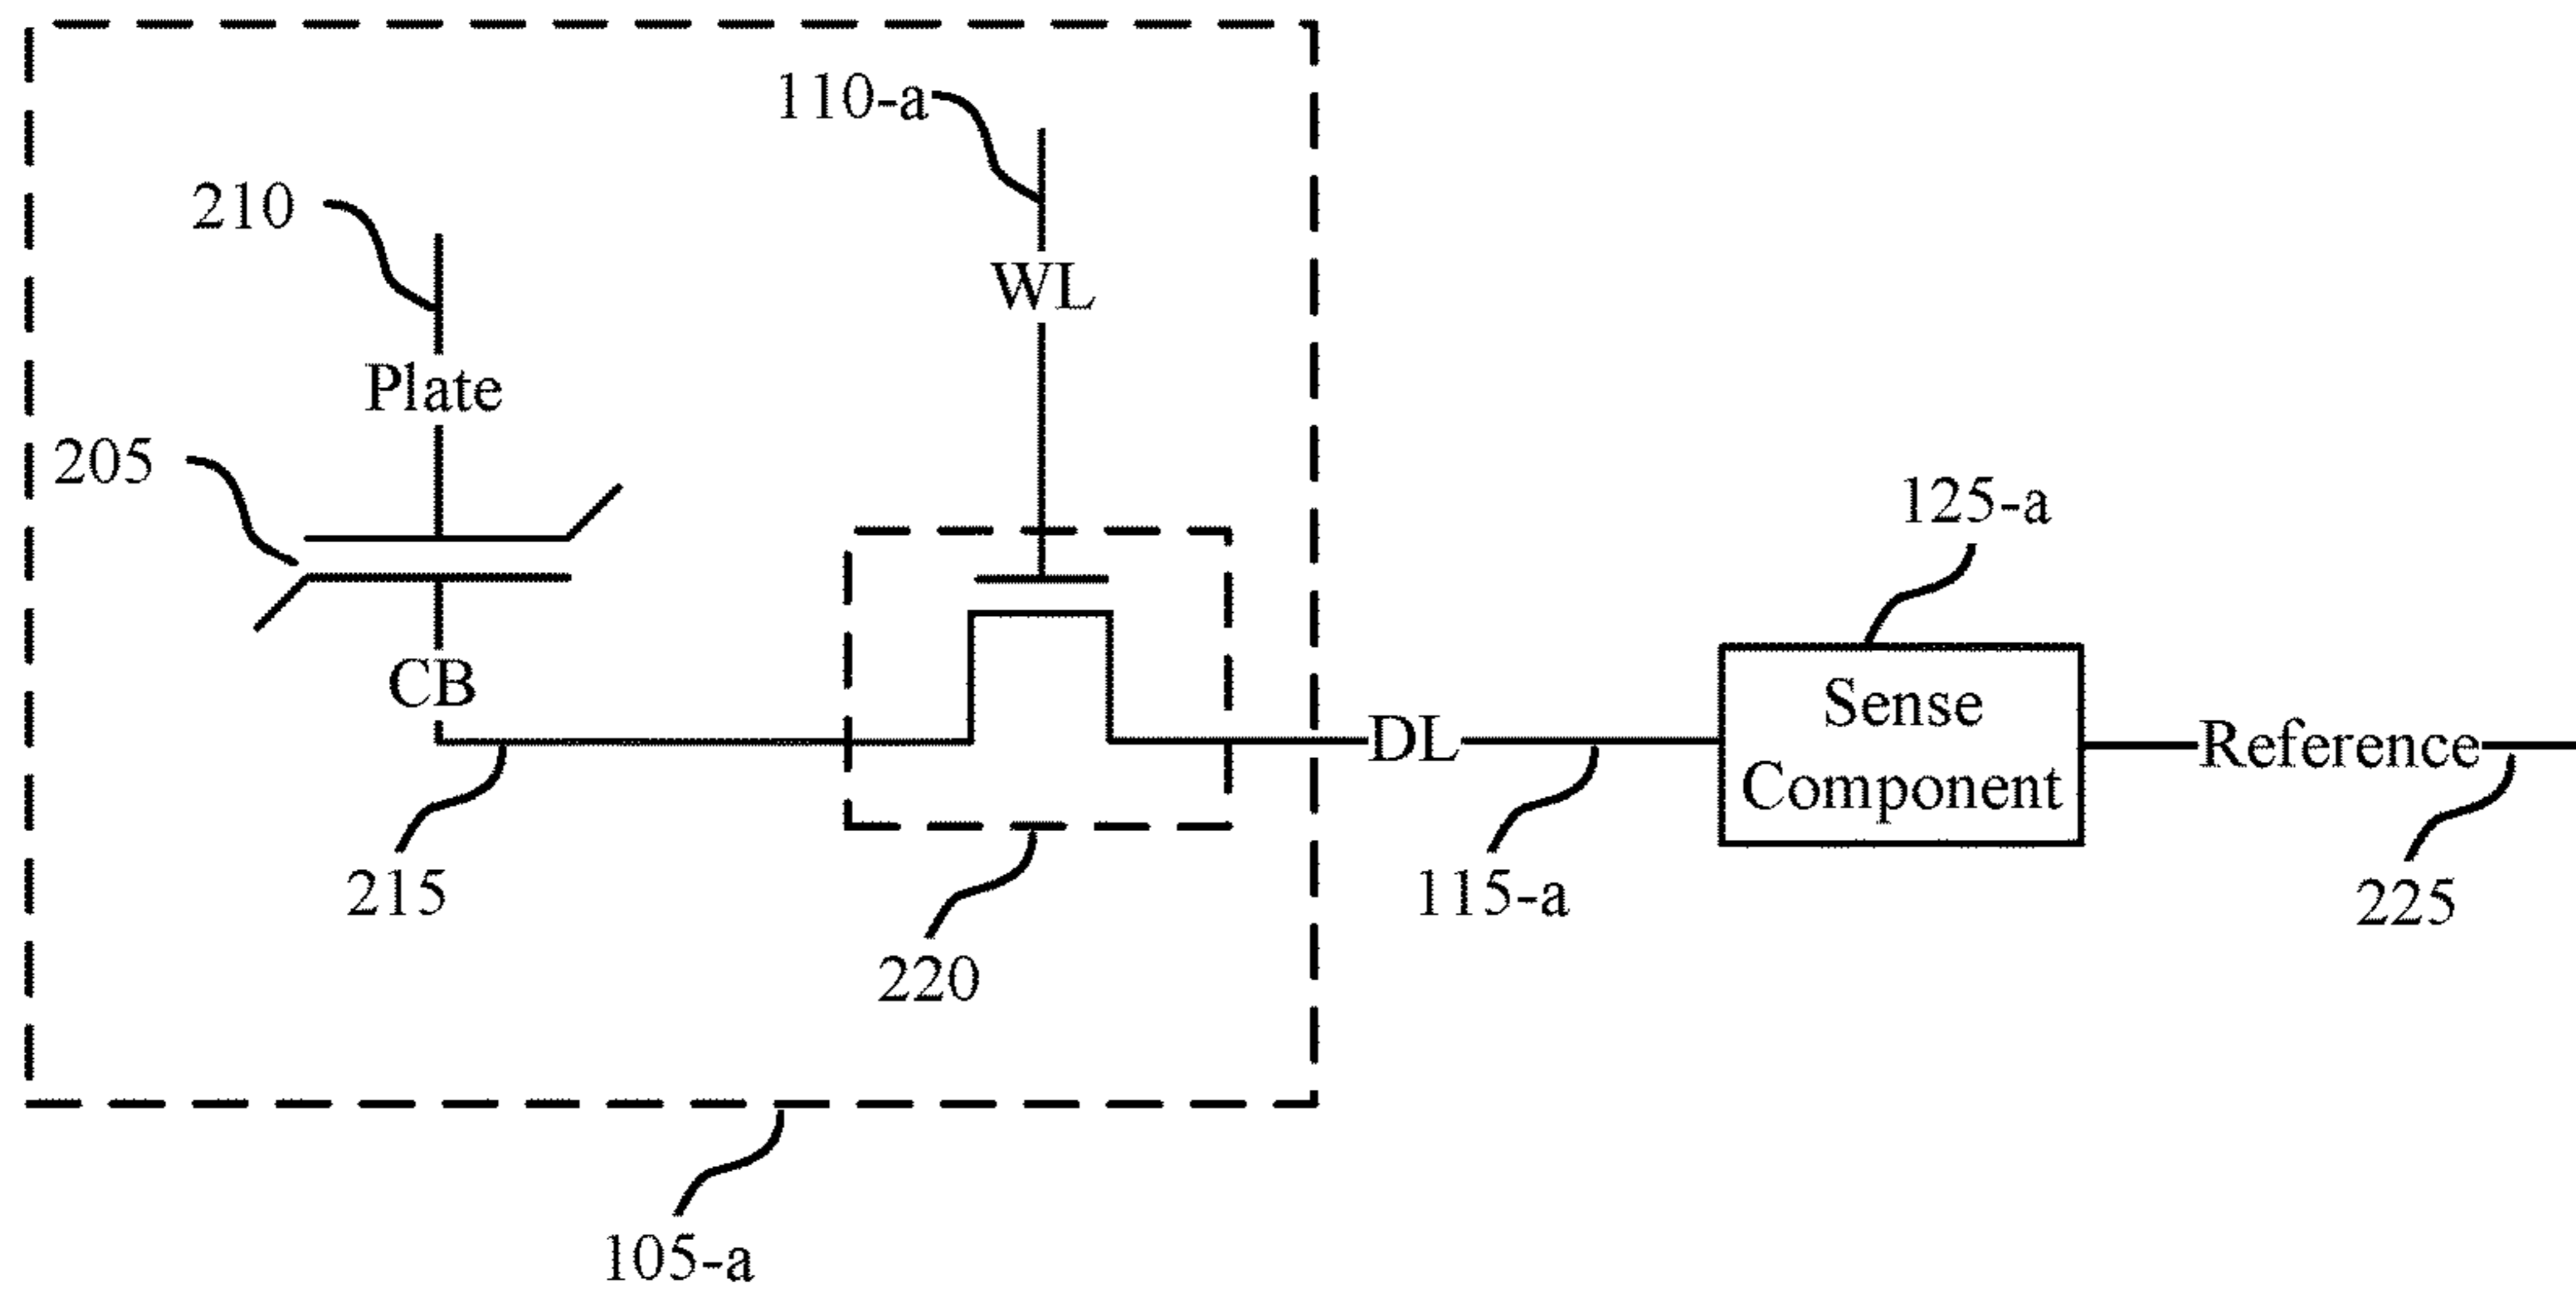 110-a
210
WL
Plate
205
125-a
CB
Sense
Component
DL
Reference
215
115-a
225
220
105-a